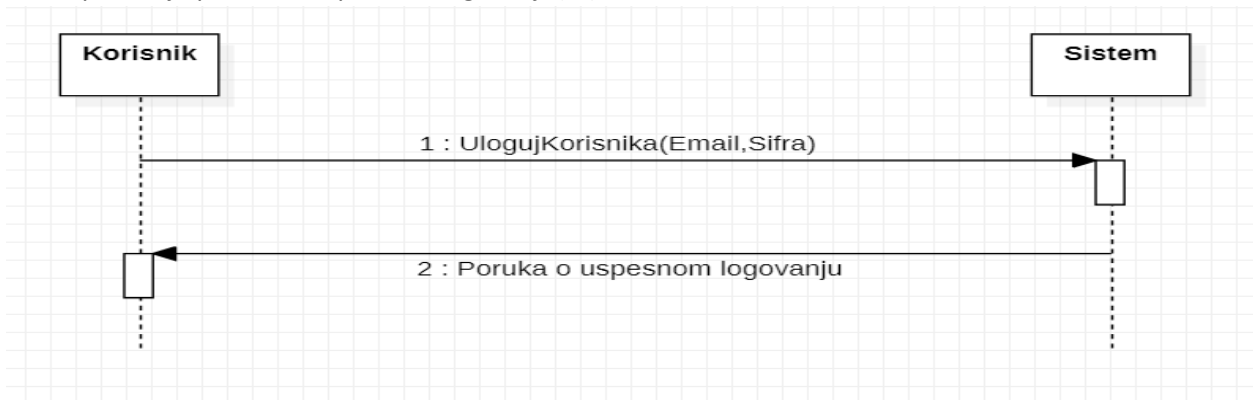 Korisnik
Sistem
1 : UlogujKorisnika(Email,Sifra)
2 : Poruka o uspesnom logovanju